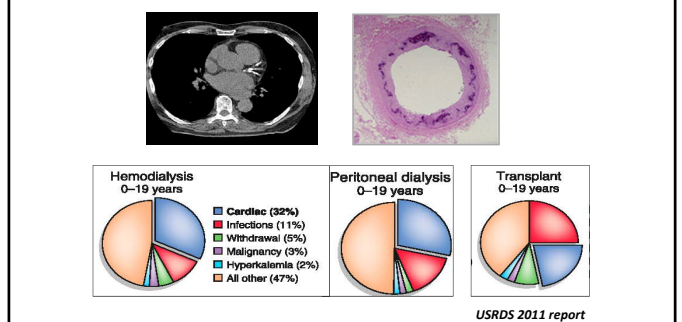 Hemodialysis
0–19 years
Cardiac (32%)
Infections (11%)
Withdrawal (5%)
Malignancy (3%)
Hyperkalemia (2%)
All other (47%)
Peritoneal dialysis
0–19 years
Transplant
0–19 years
USRDS 2011 report